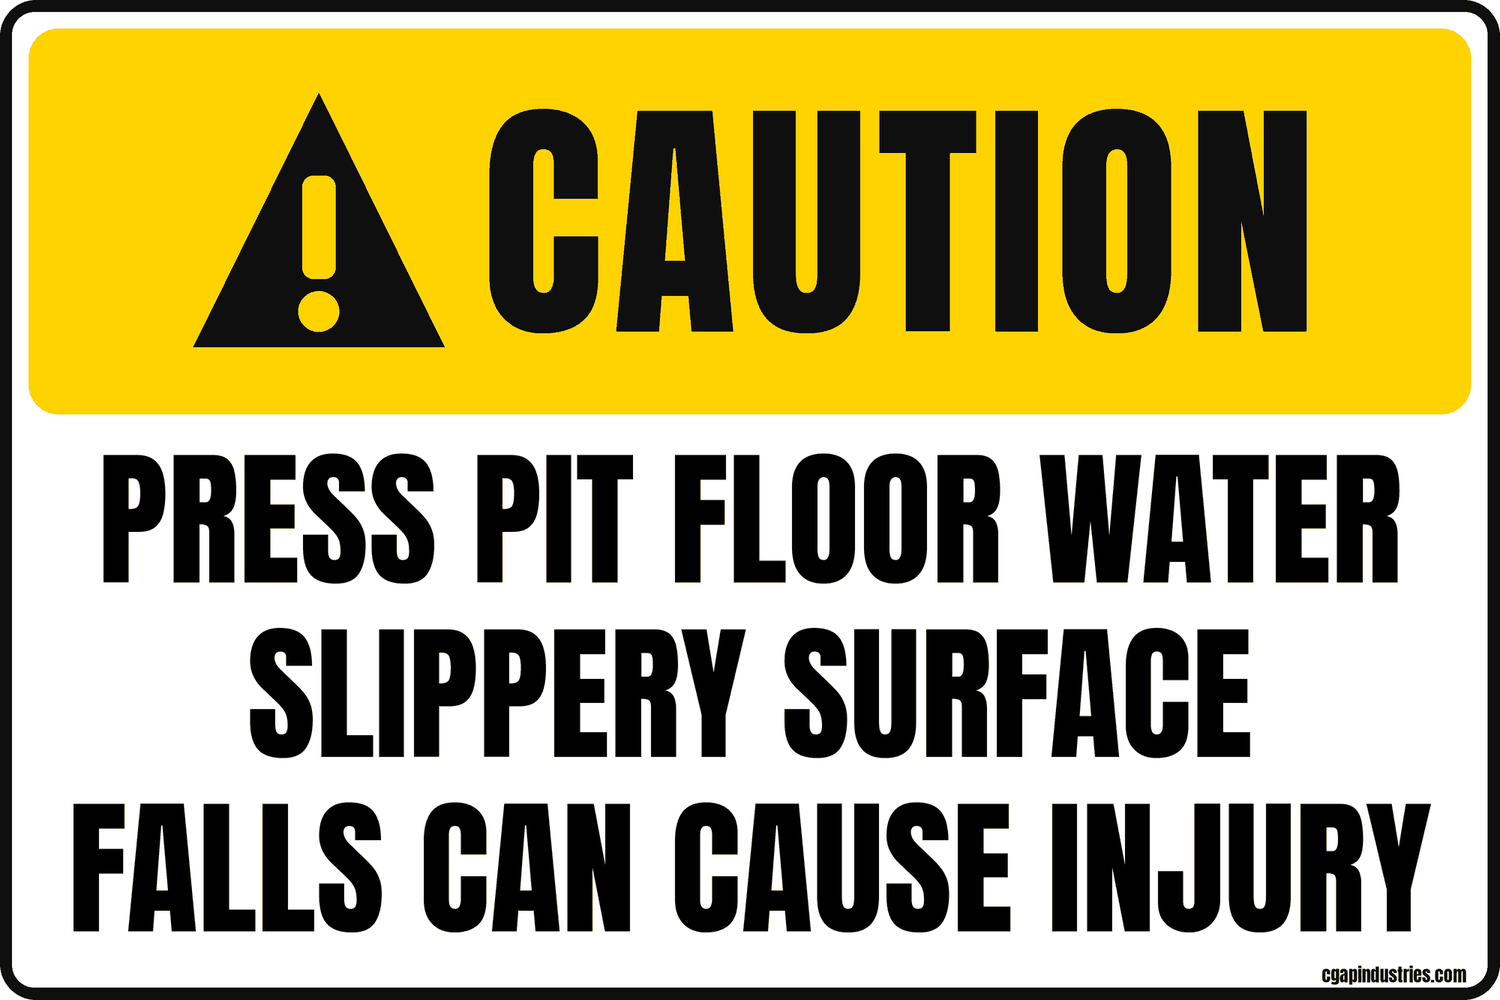 CAUTION
PRESS PIT FLOOR WATER
SLIPPERY SURFACE
FALLS CAN CAUSE INJURY
cgapindustries.com